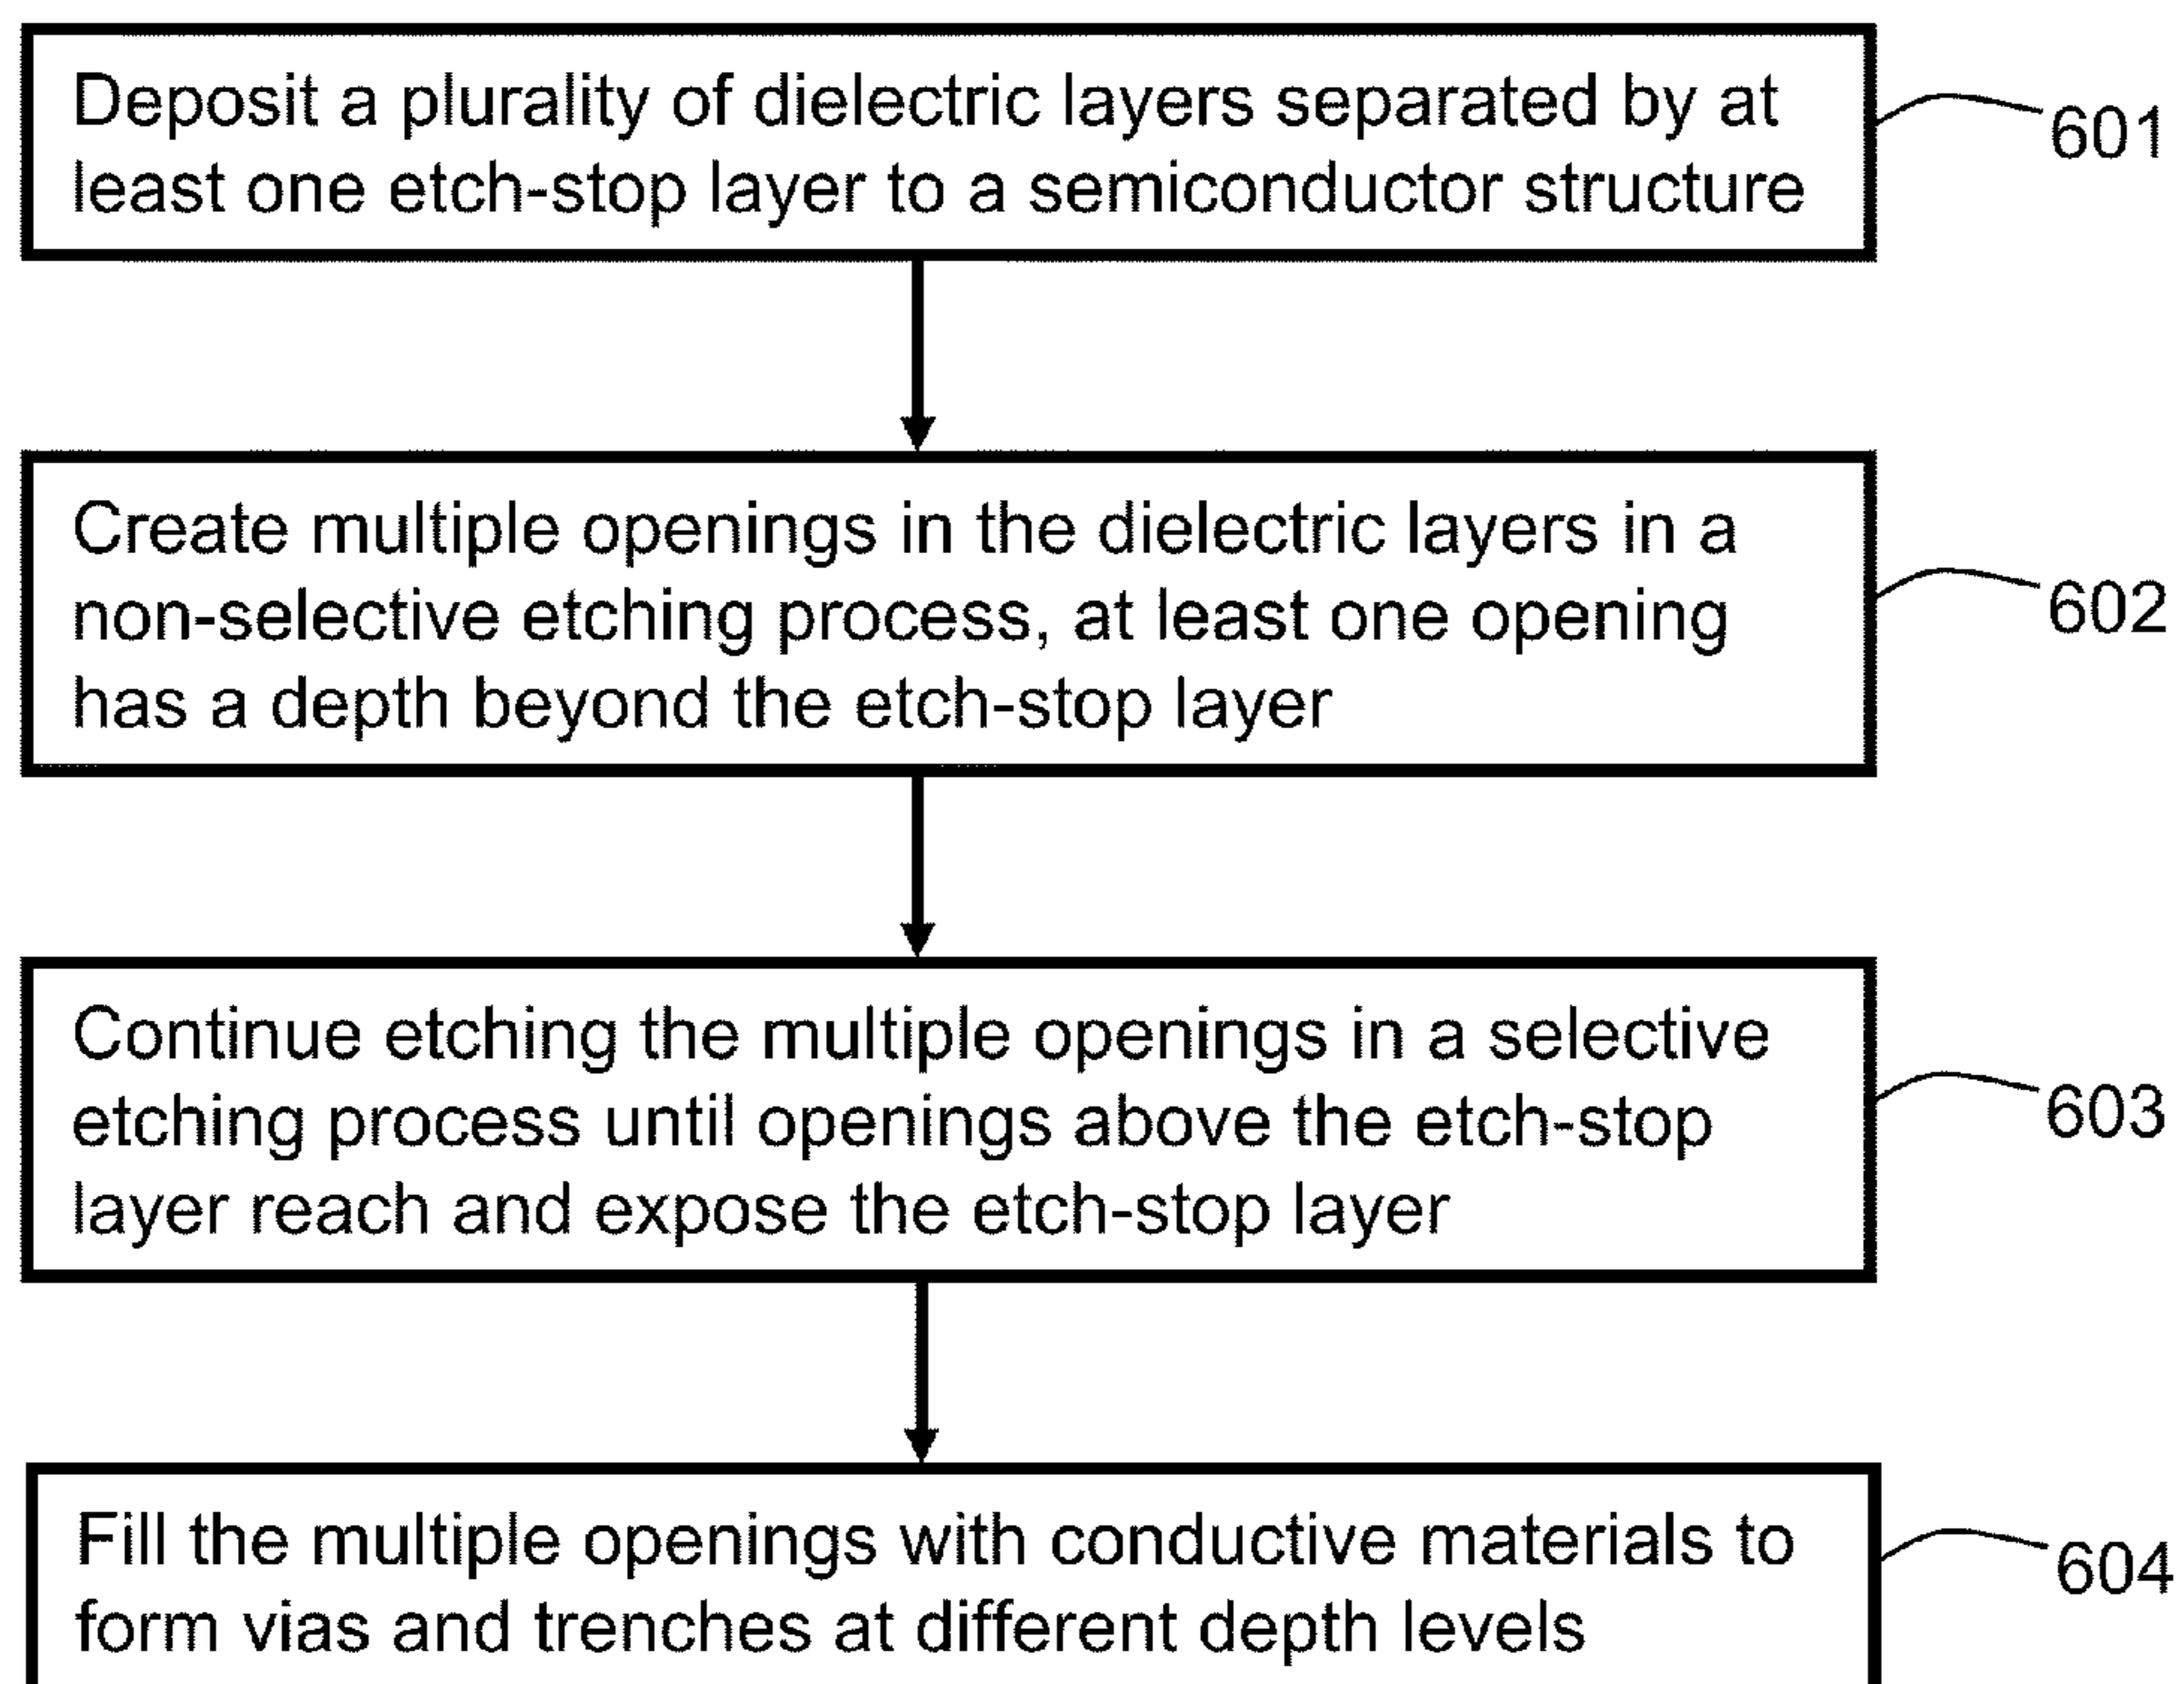 Deposit a plurality of dielectric layers separated by at
least one etch-stop layer to a semiconductor structure
601
Create multiple openings in the dielectric layers in a
non-selective etching process, at least one opening
has a depth beyond the etch-stop layer
602
Continue etching the multiple openings in a selective
etching process until openings above the etch-stop
layer reach and expose the etch-stop layer
603
Fill the multiple openings with conductive materials to
form vias and trenches at different depth levels
604